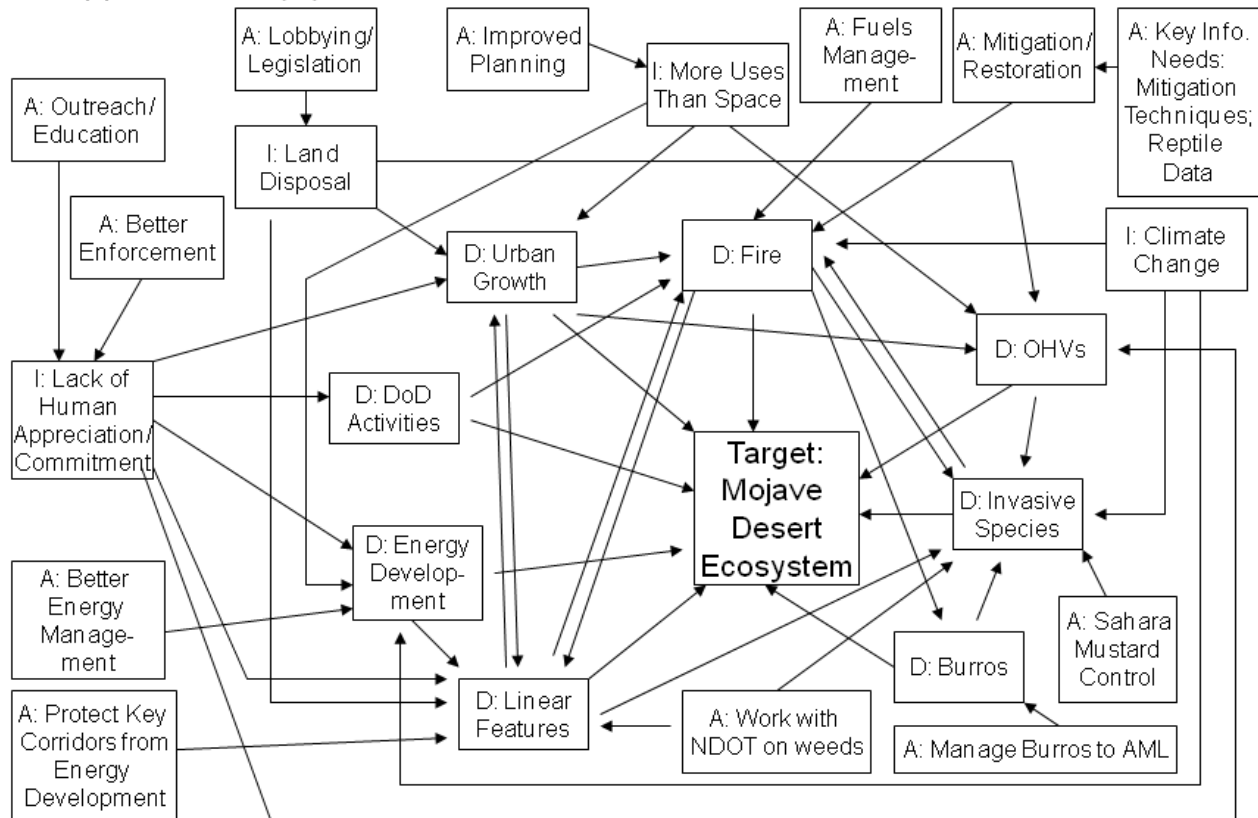 A: Lobbying/
Legislation
A: Improved
Planning
A: Fuels
Manage-
ment
A: Mitigation/
Restoration
A: Key Info.
Needs:
Mitigation
Techniques;
Reptile
Data
I: More Uses
Than Space
A: Outreach/
Education
I: Land
Disposal
A: Better
Enforcement
D: Urban
Growth
D: Fire
I: Climate
Change
D: OHVs
I: Lack of
Human
Appreciation/
Commitment
D: DoD
Activities
Target:
Mojave
Desert
Ecosystem
D: Invasive
Species
D: Energy
Develop-
ment
A: Better
Energy
Manage-
ment
A: Sahara
Mustard
Control
D: Burros
D: Linear
Features
A: Protect Key
Corridors from
Energy
Development
A: Work with
NDOT on weeds
A: Manage Burros to AML